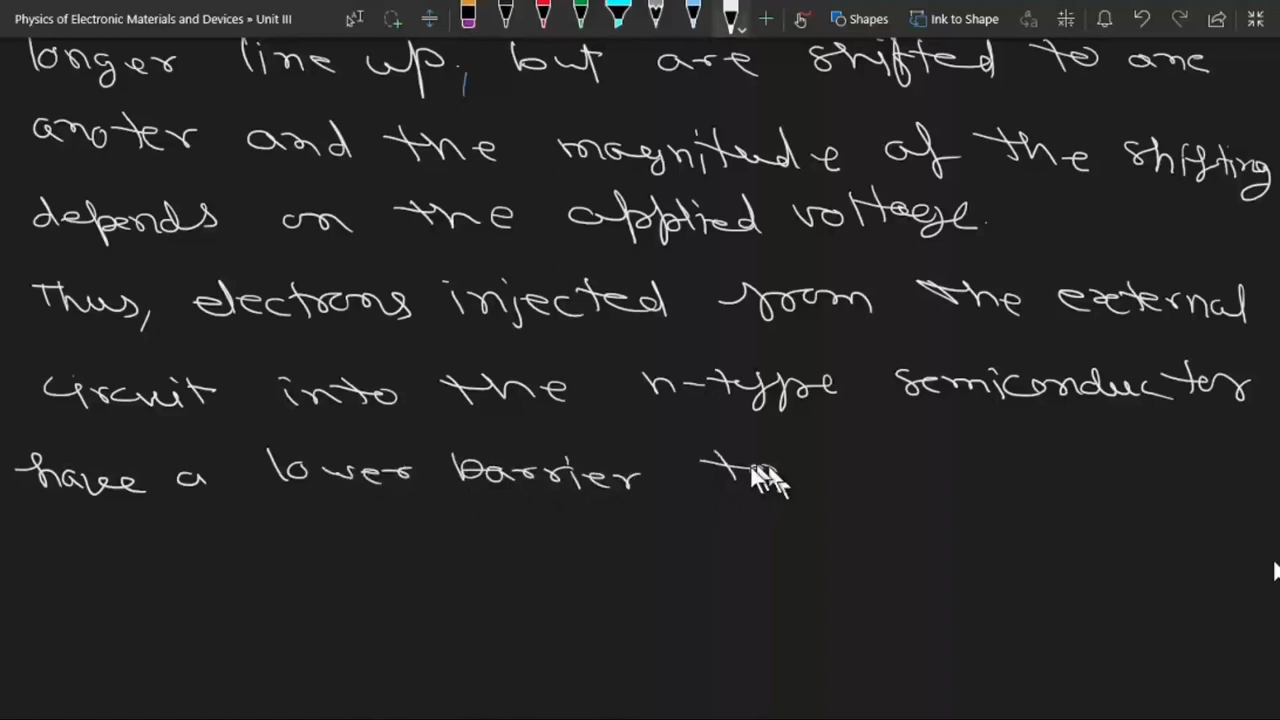 Physics of Electronic Materials and Devices » Unit III Shapes Ink to Shape
longer line up, but are shifted to one
anoter and the magnitude of the shifting
depends on the applied voltage.
Thus, electrons injected from the external
circuit into the n-type semiconductor
have a lower barrier to